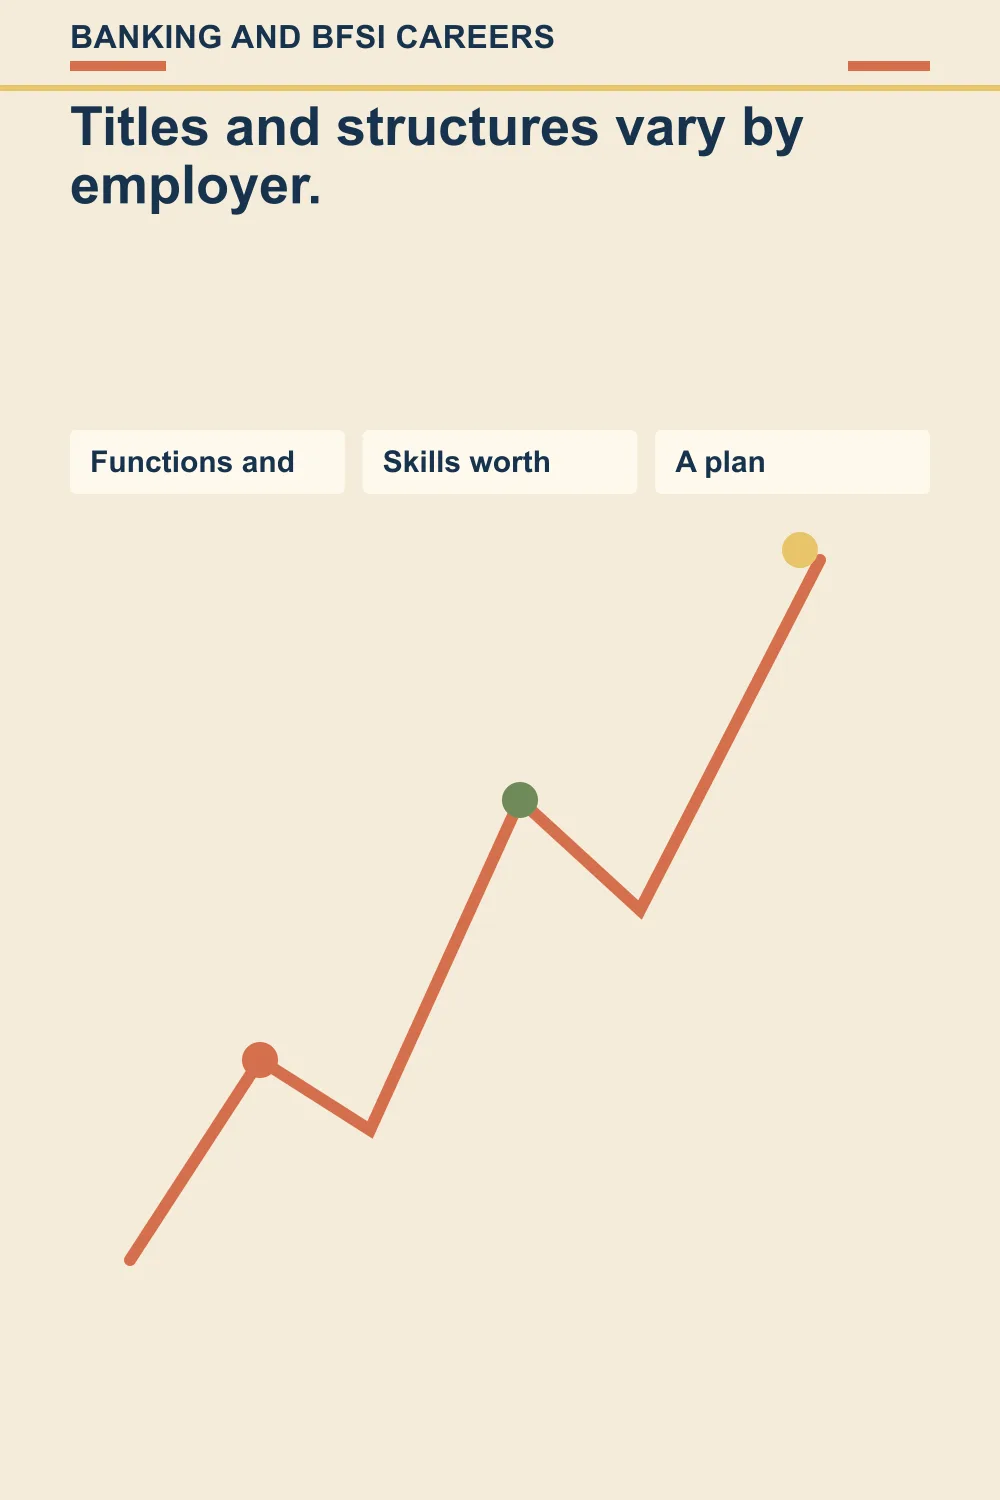 BANKING AND BFSI CAREERS
Titles and structures vary by
employer.
Functions and
Skills worth
A plan